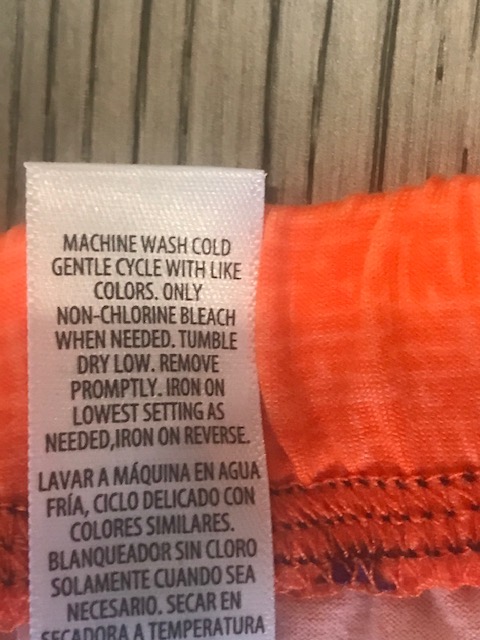 MACHINE WASH COLD
GENTLE CYCLE WITH LIKE
COLORS. ONLY
NON-CHLORINE BLEACH
WHEN NEEDED. TUMBLE
DRY LOW. REMOVE
PROMPTLY. IRON ON
LOWEST SETTING AS
NEEDED,IRON ON REVERSE.
LAVAR A MÁQUINA EN AGUA
FRÍA, CICLO DELICADO CON
COLORES SIMILARES.
BLANQUEADOR SIN CLORO
SOLAMENTE CUANDO SEA
NECESARIO. SECAR EN
SECADORA A TEMPERATURA